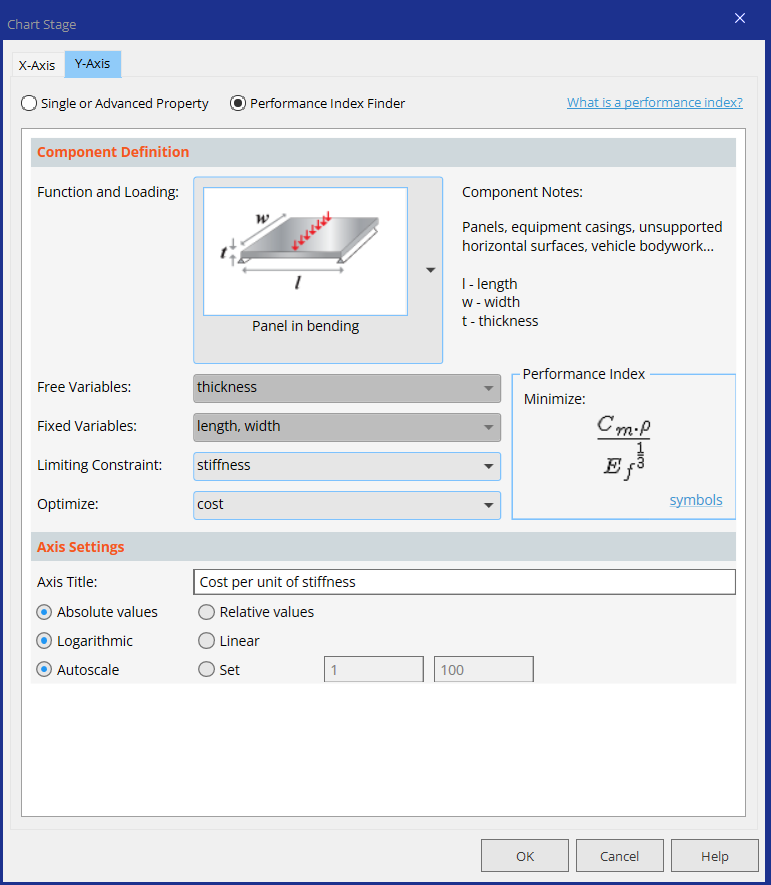 Chart Stage
X-Axis
Y-Axis
Single or Advanced Property
Performance Index Finder
What is a performance index?
Component Definition
Function and Loading:
w
t
l
Panel in bending
Component Notes:
Panels, equipment casings, unsupported
horizontal surfaces, vehicle bodywork...
l - length
w - width
t - thickness
Free Variables:
thickness
Fixed Variables:
length, width
Limiting Constraint:
stiffness
Optimize:
cost
Performance Index
Minimize:
C_m·ρ
E_f^{1/3}
symbols
Axis Settings
Axis Title:
Cost per unit of stiffness
Absolute values
Relative values
Logarithmic
Linear
Autoscale
Set
1
100
OK
Cancel
Help